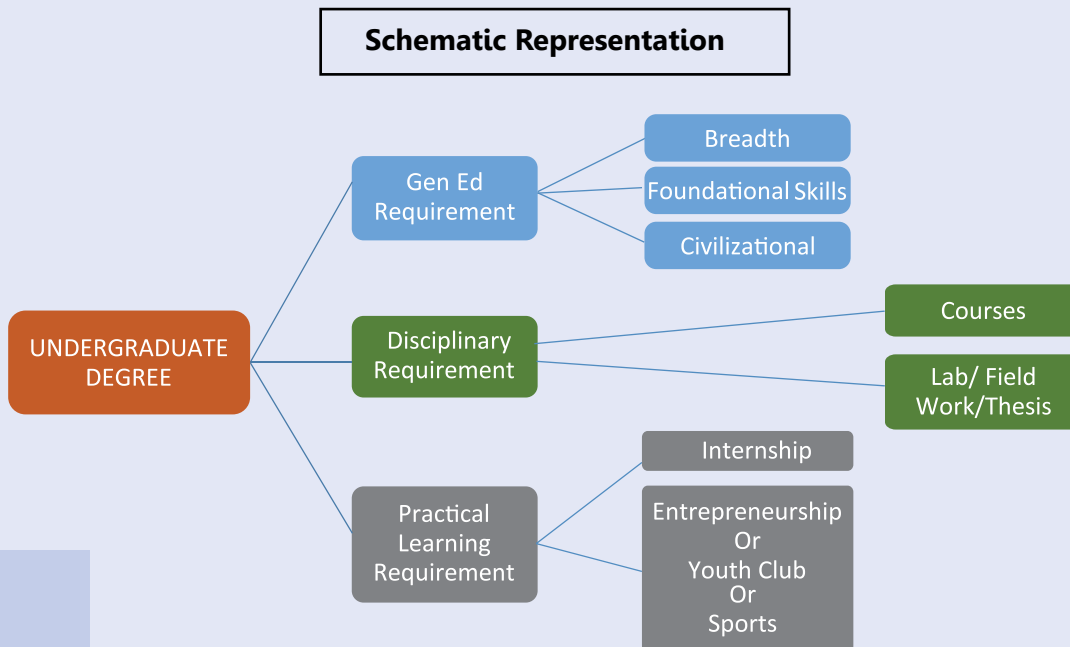 Schematic Representation
Breadth
Gen Ed
Requirement
Foundational Skills
Civilizational
UNDERGRADUATE
DEGREE
Disciplinary
Requirement
Courses
Lab/ Field
Work/Thesis
Practical
Learning
Requirement
Internship
Entrepreneurship
Or
Youth Club
Or
Sports